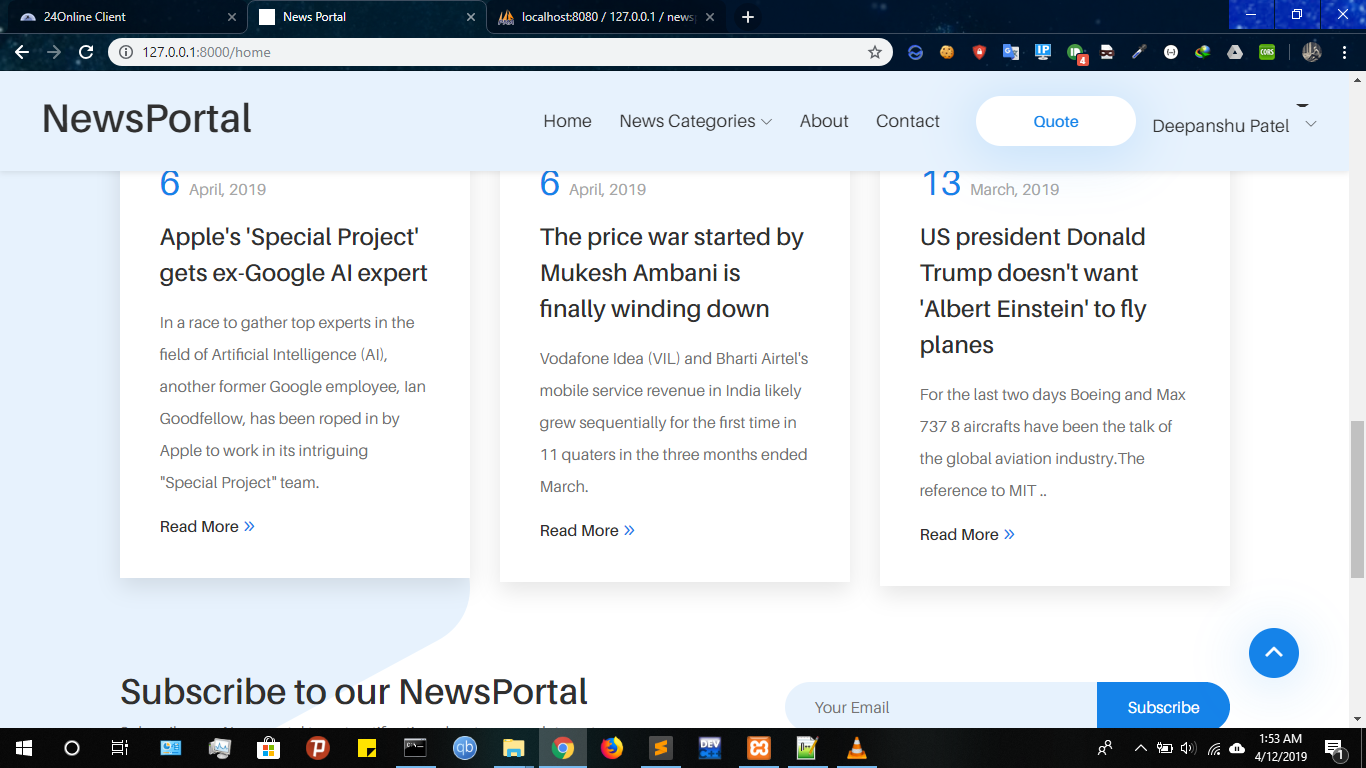 24Online Client
News Portal
localhost:8080 / 127.0.0.1 / news
127.0.0.1:8000/home
4
NewsPortal
Home
News Categories
About
Contact
Quote
Deepanshu Patel
6 April, 2019
Apple's 'Special Project'
gets ex-Google AI expert
In a race to gather top experts in the
field of Artificial Intelligence (AI),
another former Google employee, Ian
Goodfellow, has been roped in by
Apple to work in its intriguing
"Special Project" team.
Read More »
6 April, 2019
The price war started by
Mukesh Ambani is
finally winding down
Vodafone Idea (VIL) and Bharti Airtel's
mobile service revenue in India likely
grew sequentially for the first time in
11 quaters in the three months ended
March.
Read More »
13 March, 2019
US president Donald
Trump doesn't want
'Albert Einstein' to fly
planes
For the last two days Boeing and Max
737 8 aircrafts have been the talk of
the global aviation industry.The
reference to MIT ..
Read More »
Subscribe to our NewsPortal
Your Email
Subscribe
1:53 AM
4/12/2019
1